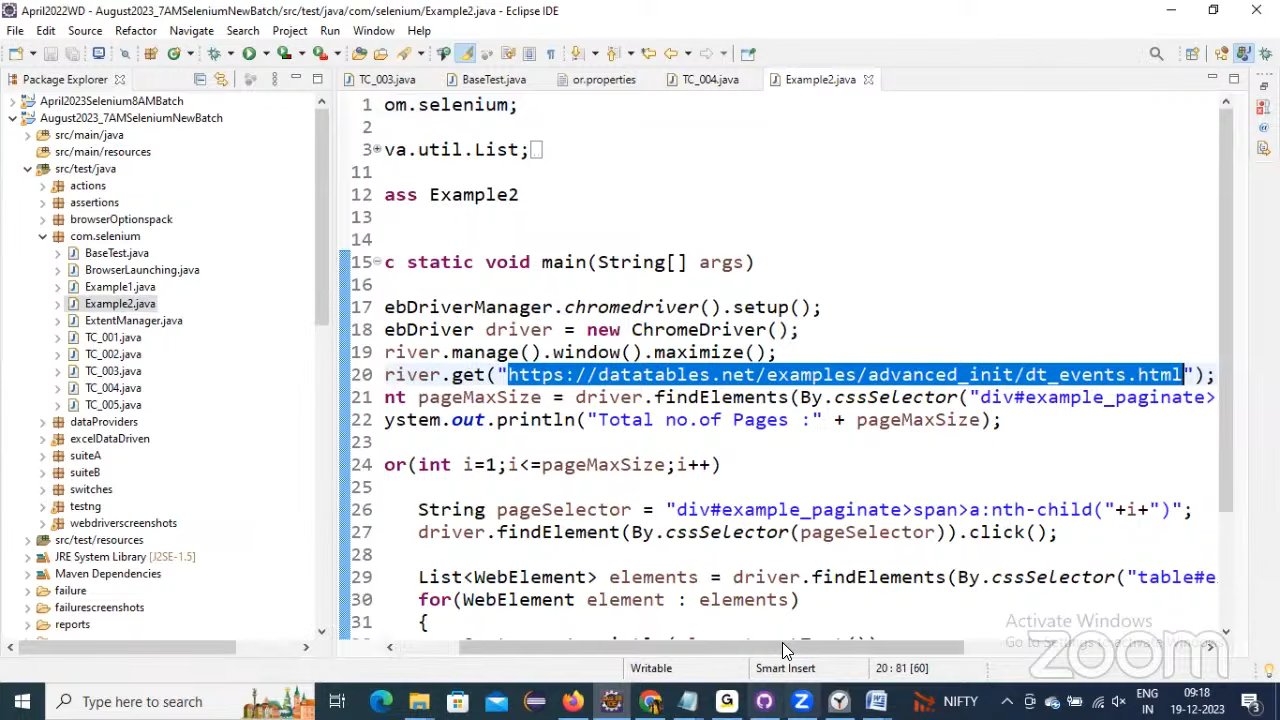 April2022WD - August2023_7AMSeleniumNewBatch/src/test/java/com/selenium/Example2.java - Eclipse IDE
File Edit Source Refactor Navigate Search Project Run Window Help
Package Explorer
TC_003.java BaseTest.java or.properties TC_004.java Example2.java
April2023Selenium8AMBatch
August2023_7AMSeleniumNewBatch
src/main/java
src/main/resources
src/test/java
actions
assertions
browserOptionspack
com.selenium
BaseTest.java
BrowserLaunching.java
Example1.java
Example2.java
ExtentManager.java
TC_001.java
TC_002.java
TC_003.java
TC_004.java
TC_005.java
dataProviders
excelDataDriven
suiteA
suiteB
switches
testng
webdriverscreenshots
src/test/resources
JRE System Library [J2SE-1.5]
Maven Dependencies
failure
failurescreenshots
reports
1 om.selenium;
2
3 va.util.List;
11
12 ass Example2
13
14
15 c static void main(String[] args)
16
17 ebDriverManager.chromedriver().setup();
18 ebDriver driver = new ChromeDriver();
19 river.manage().window().maximize();
20 river.get("https://datatables.net/examples/advanced_init/dt_events.html");
21 nt pageMaxSize = driver.findElements(By.cssSelector("div#example_paginate>
22 ystem.out.println("Total no.of Pages :" + pageMaxSize);
23
24 or(int i=1;i<=pageMaxSize;i++)
25
26 String pageSelector = "div#example_paginate>span>a:nth-child("+i+")";
27 driver.findElement(By.cssSelector(pageSelector)).click();
28
29 List<WebElement> elements = driver.findElements(By.cssSelector("table#e
30 for(WebElement element : elements)
31 {
Activate Windows
Go to Settings to activate Windows.
zoom
Writable Smart Insert 20 : 81 [60]
Type here to search
NIFTY
ENG
IN
09:18
19-12-2023
3